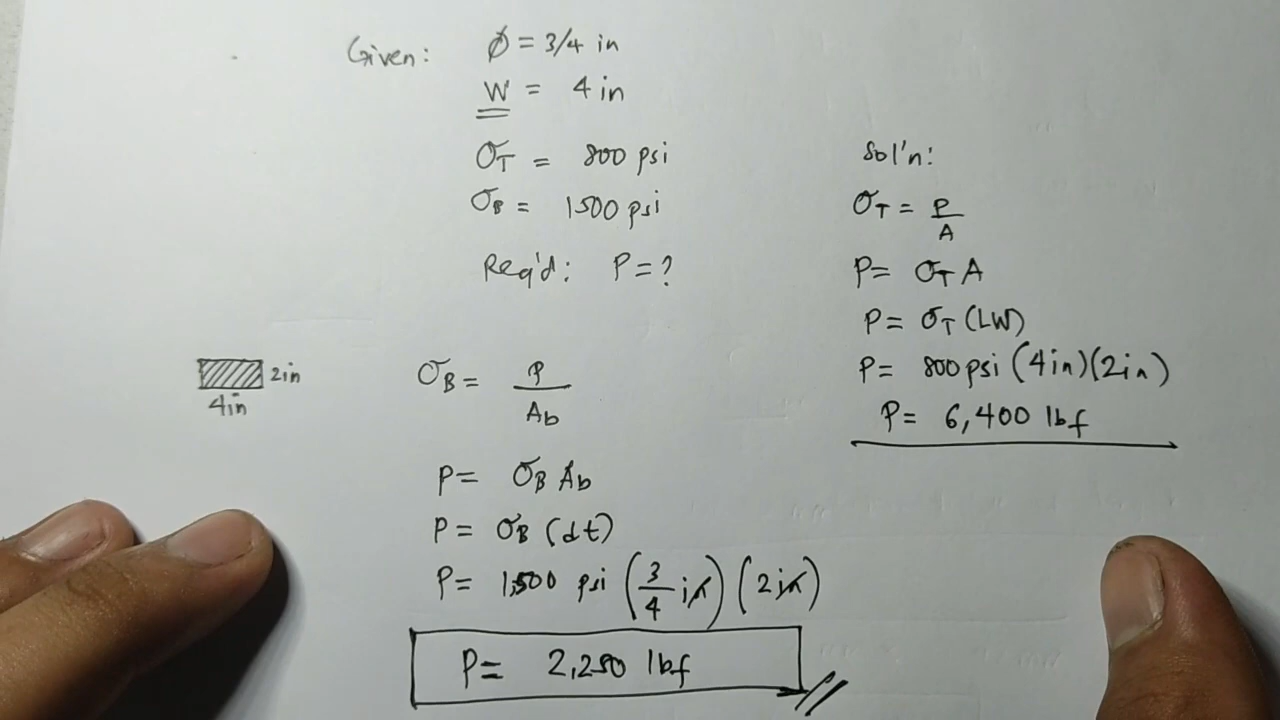 Given: Ø = 3/4 in
W = 4 in
σT = 800 psi
σB = 1500 psi
Req'd: P = ?
2in
4in
σB = P/Ab
P = σB Ab
P = σB (dt)
P = 1,500 psi (3/4 in) (2 in)
P = 2,250 lbf
Sol'n:
σT = P/A
P = σT A
P = σT (LW)
P = 800 psi (4in)(2in)
P = 6,400 lbf